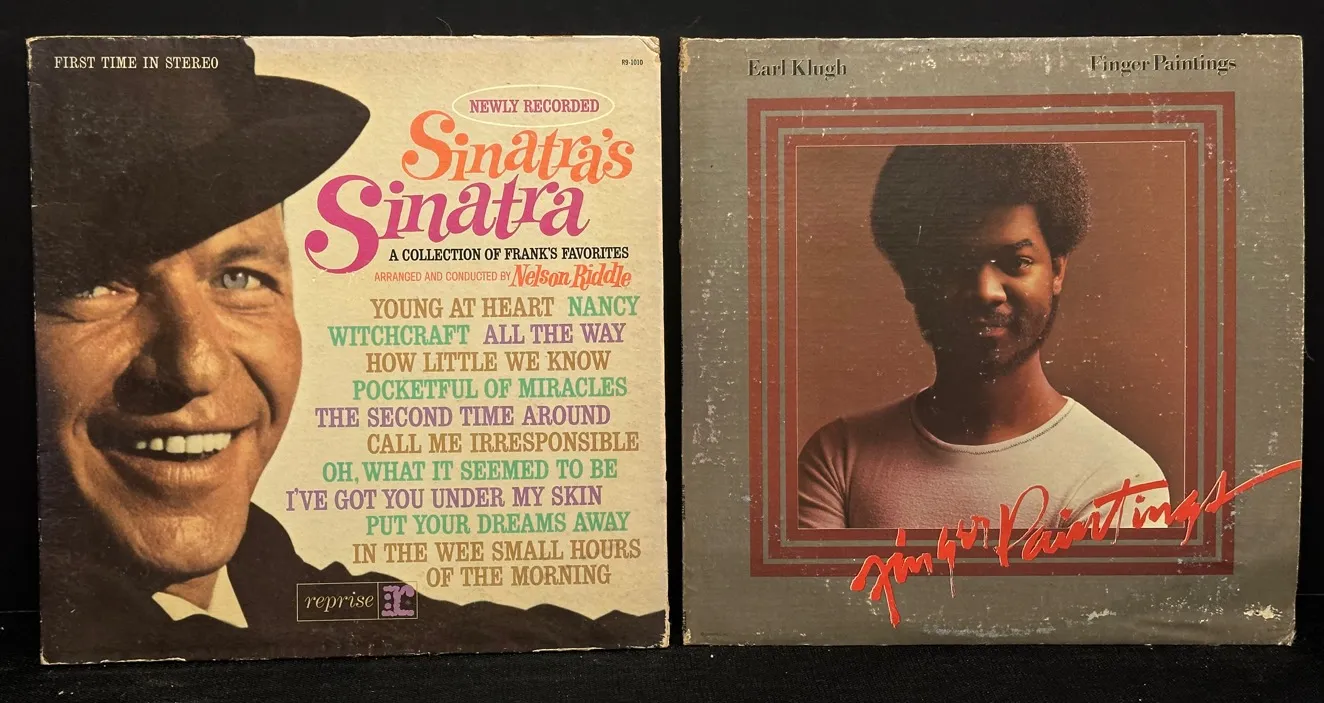 FIRST TIME IN STEREO
R9-1010
NEWLY RECORDED
Sinatra's
Sinatra
A COLLECTION OF FRANK'S FAVORITES
ARRANGED AND CONDUCTED BY Nelson Riddle
YOUNG AT HEART NANCY
WITCHCRAFT ALL THE WAY
HOW LITTLE WE KNOW
POCKETFUL OF MIRACLES
THE SECOND TIME AROUND
CALL ME IRRESPONSIBLE
OH, WHAT IT SEEMED TO BE
I'VE GOT YOU UNDER MY SKIN
PUT YOUR DREAMS AWAY
IN THE WEE SMALL HOURS
OF THE MORNING
reprise r
Earl Klugh
Finger Paintings
Finger Paintings